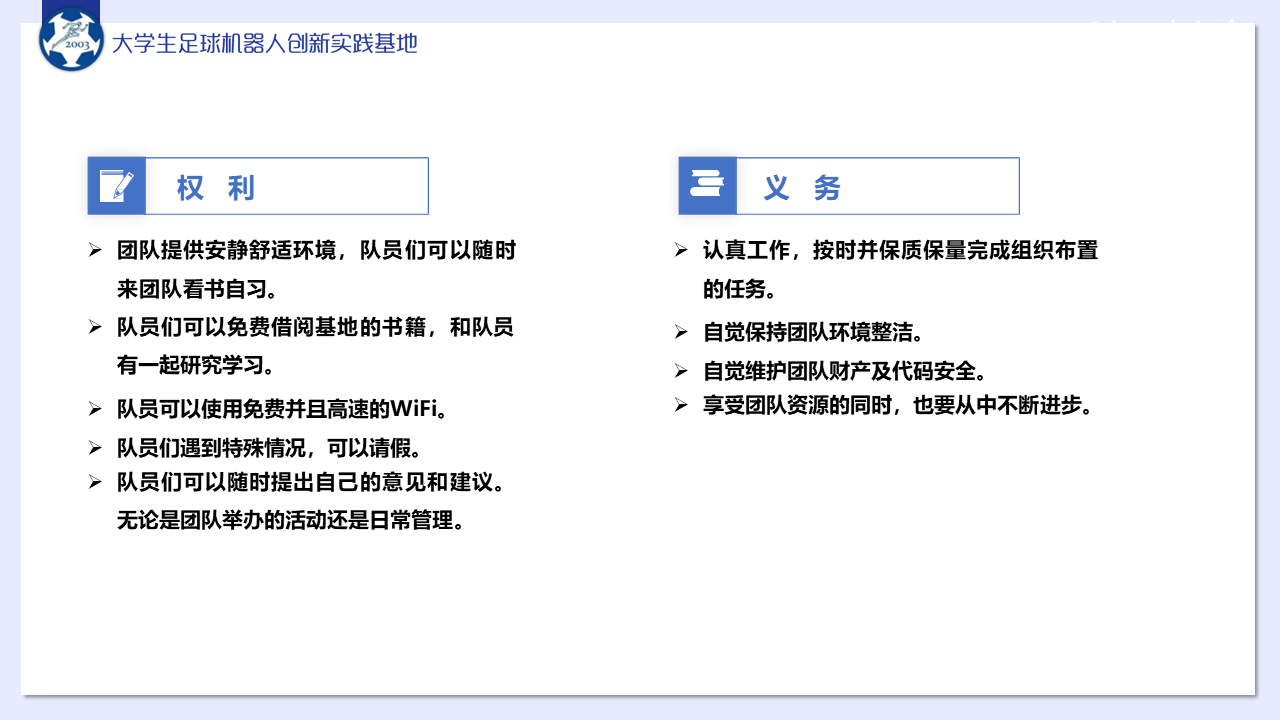 2003
大学生足球机器人创新实践基地
权 利
团队提供安静舒适环境，队员们可以随时
来团队看书自习。
队员们可以免费借阅基地的书籍，和队员
有一起研究学习。
队员可以使用免费并且高速的WiFi。
队员们遇到特殊情况，可以请假。
队员们可以随时提出自己的意见和建议。
无论是团队举办的活动还是日常管理。
义 务
认真工作，按时并保质保量完成组织布置
的任务。
自觉保持团队环境整洁。
自觉维护团队财产及代码安全。
享受团队资源的同时，也要从中不断进步。